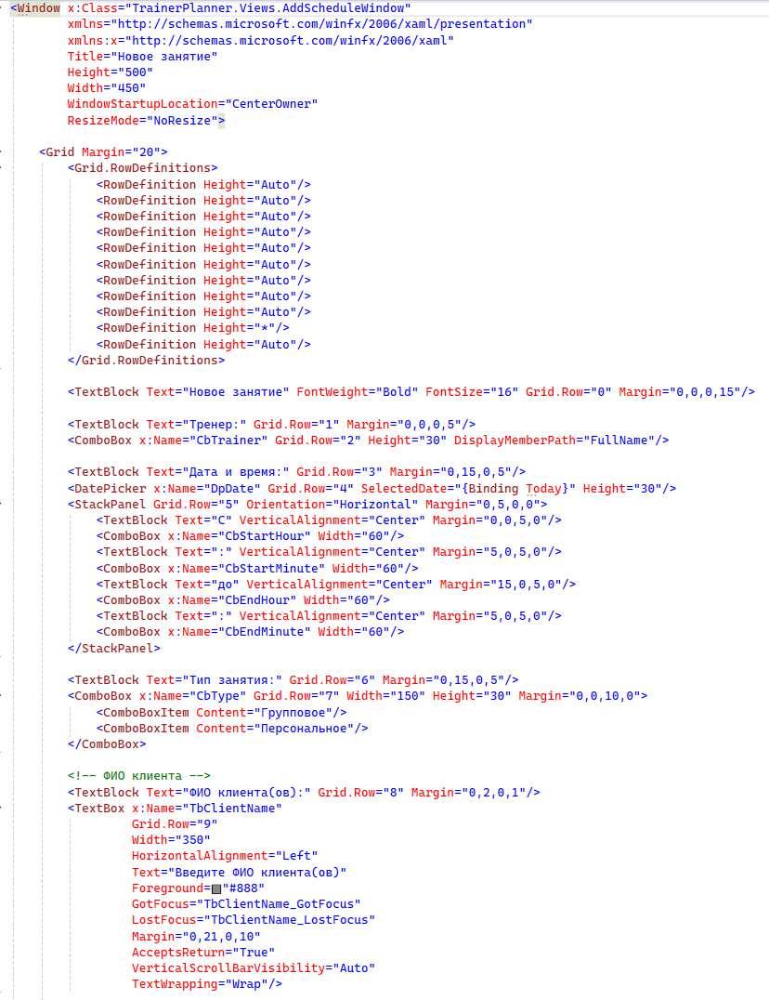 <Window x:Class="TrainerPlanner.Views.AddScheduleWindow"
xmlns="http://schemas.microsoft.com/winfx/2006/xaml/presentation"
xmlns:x="http://schemas.microsoft.com/winfx/2006/xaml"
Title="Новое занятие"
Height="500"
Width="450"
WindowStartupLocation="CenterOwner"
ResizeMode="NoResize">
<Grid Margin="20">
<Grid.RowDefinitions>
<RowDefinition Height="Auto"/>
<RowDefinition Height="Auto"/>
<RowDefinition Height="Auto"/>
<RowDefinition Height="Auto"/>
<RowDefinition Height="Auto"/>
<RowDefinition Height="Auto"/>
<RowDefinition Height="Auto"/>
<RowDefinition Height="Auto"/>
<RowDefinition Height="Auto"/>
<RowDefinition Height="*"/>
<RowDefinition Height="Auto"/>
</Grid.RowDefinitions>
<TextBlock Text="Новое занятие" FontWeight="Bold" FontSize="16" Grid.Row="0" Margin="0,0,0,15"/>
<TextBlock Text="Тренер:" Grid.Row="1" Margin="0,0,0,5"/>
<ComboBox x:Name="CbTrainer" Grid.Row="2" Height="30" DisplayMemberPath="FullName"/>
<TextBlock Text="Дата и время:" Grid.Row="3" Margin="0,15,0,5"/>
<DatePicker x:Name="DpDate" Grid.Row="4" SelectedDate="{Binding Today}" Height="30"/>
<StackPanel Grid.Row="5" Orientation="Horizontal" Margin="0,5,0,0">
<TextBlock Text="С" VerticalAlignment="Center" Margin="0,0,5,0"/>
<ComboBox x:Name="CbStartHour" Width="60"/>
<TextBlock Text=":" VerticalAlignment="Center" Margin="5,0,5,0"/>
<ComboBox x:Name="CbStartMinute" Width="60"/>
<TextBlock Text="до" VerticalAlignment="Center" Margin="15,0,5,0"/>
<ComboBox x:Name="CbEndHour" Width="60"/>
<TextBlock Text=":" VerticalAlignment="Center" Margin="5,0,5,0"/>
<ComboBox x:Name="CbEndMinute" Width="60"/>
</StackPanel>
<TextBlock Text="Тип занятия:" Grid.Row="6" Margin="0,15,0,5"/>
<ComboBox x:Name="CbType" Grid.Row="7" Width="150" Height="30" Margin="0,0,10,0">
<ComboBoxItem Content="Групповое"/>
<ComboBoxItem Content="Персональное"/>
</ComboBox>
<!-- ФИО клиента -->
<TextBlock Text="ФИО клиента(ов):" Grid.Row="8" Margin="0,2,0,1"/>
<TextBox x:Name="TbClientName"
Grid.Row="9"
Width="350"
HorizontalAlignment="Left"
Text="Введите ФИО клиента(ов)"
Foreground="#888"
GotFocus="TbClientName_GotFocus"
LostFocus="TbClientName_LostFocus"
Margin="0,21,0,10"
AcceptsReturn="True"
VerticalScrollBarVisibility="Auto"
TextWrapping="Wrap"/>